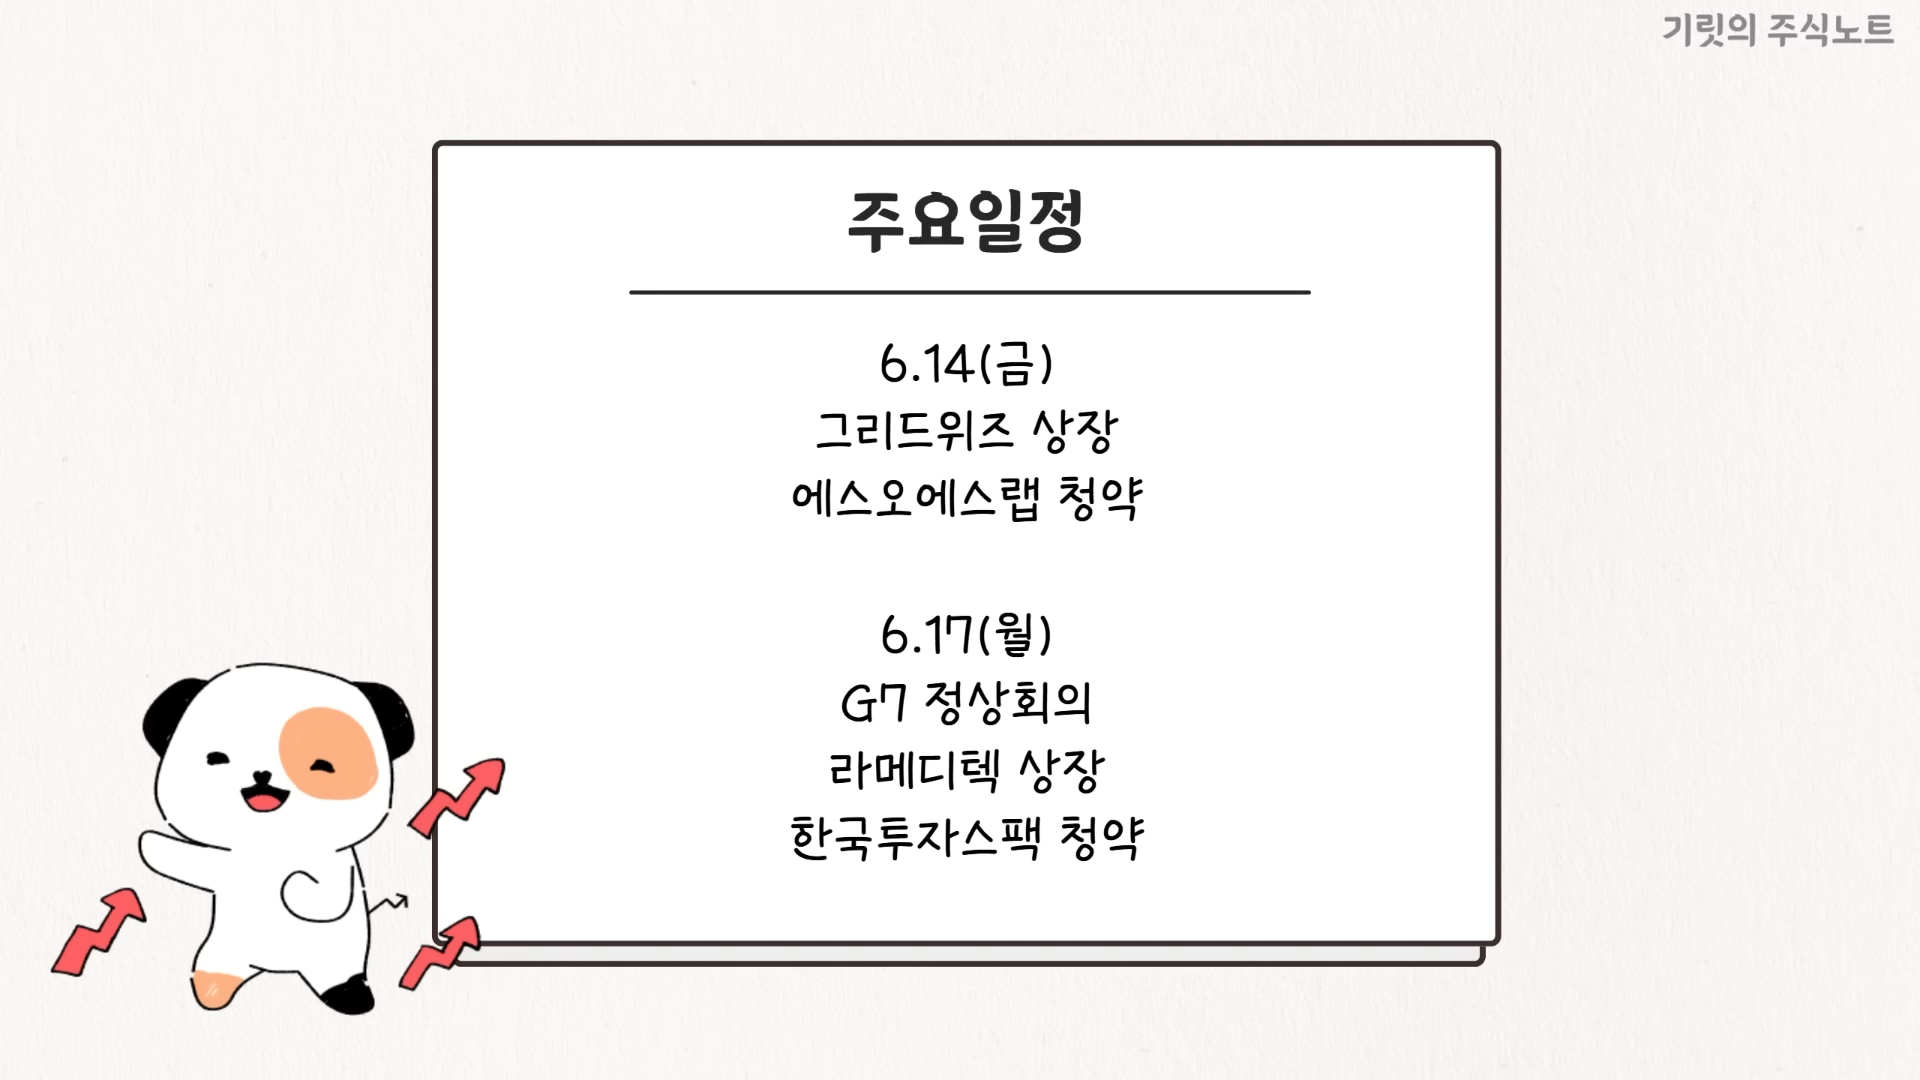 기릿의 주식노트
주요일정
6.14(금)
그리드위즈 상장
에스오에스랩 청약
6.17(월)
G7 정상회의
라메디텍 상장
한국투자스팩 청약